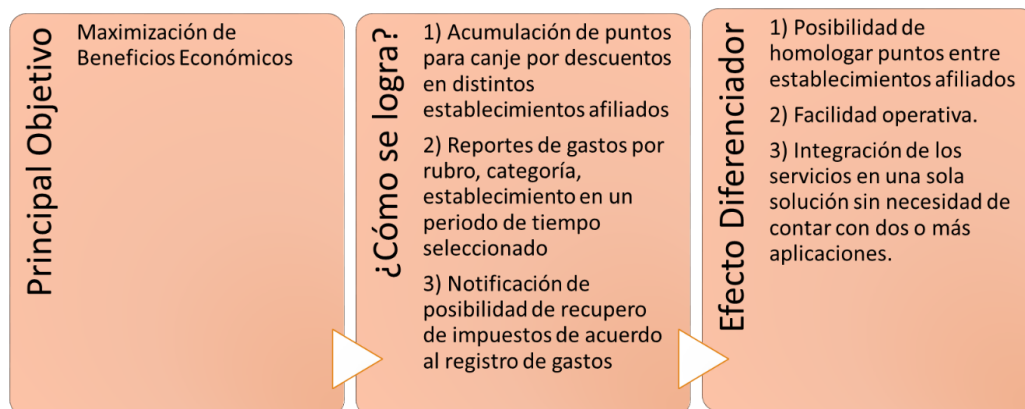 Principal Objetivo
Maximización de
Beneficios Económicos
¿Cómo se logra?
1) Acumulación de puntos
para canje por descuentos
en distintos
establecimientos afiliados
2) Reportes de gastos por
rubro, categoría,
establecimiento en un
periodo de tiempo
seleccionado
3) Notificación de
posibilidad de recupero
de impuestos de acuerdo
al registro de gastos
Efecto Diferenciador
1) Posibilidad de
homologar puntos entre
establecimientos afiliados
2) Facilidad operativa.
3) Integración de los
servicios en una sola
solución sin necesidad de
contar con dos o más
aplicaciones.